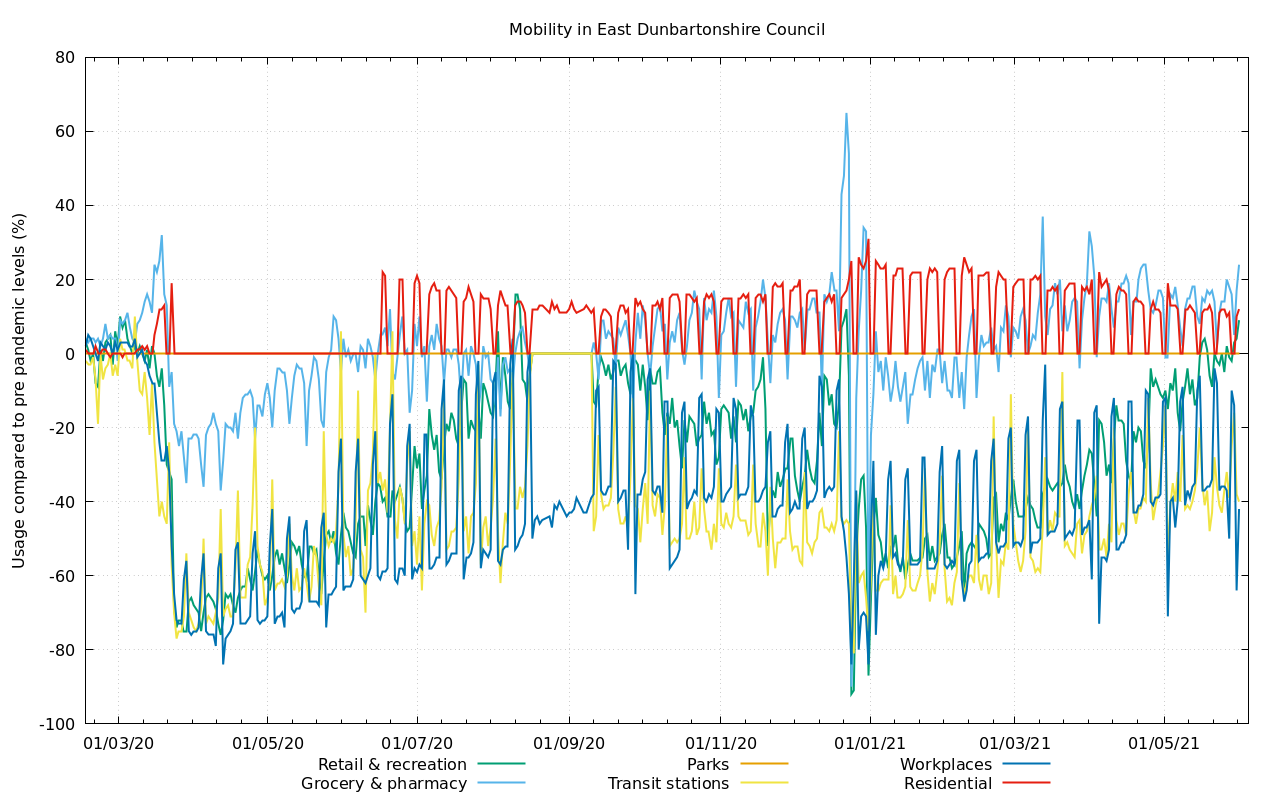 Mobility in East Dunbartonshire Council
Usage compared to pre pandemic levels (%)
80
60
40
20
0
-20
-40
-60
-80
-100
01/03/20 01/05/20 01/07/20 01/09/20 01/11/20 01/01/21 01/03/21 01/05/21
Retail & recreation Parks Workplaces
Grocery & pharmacy Transit stations Residential